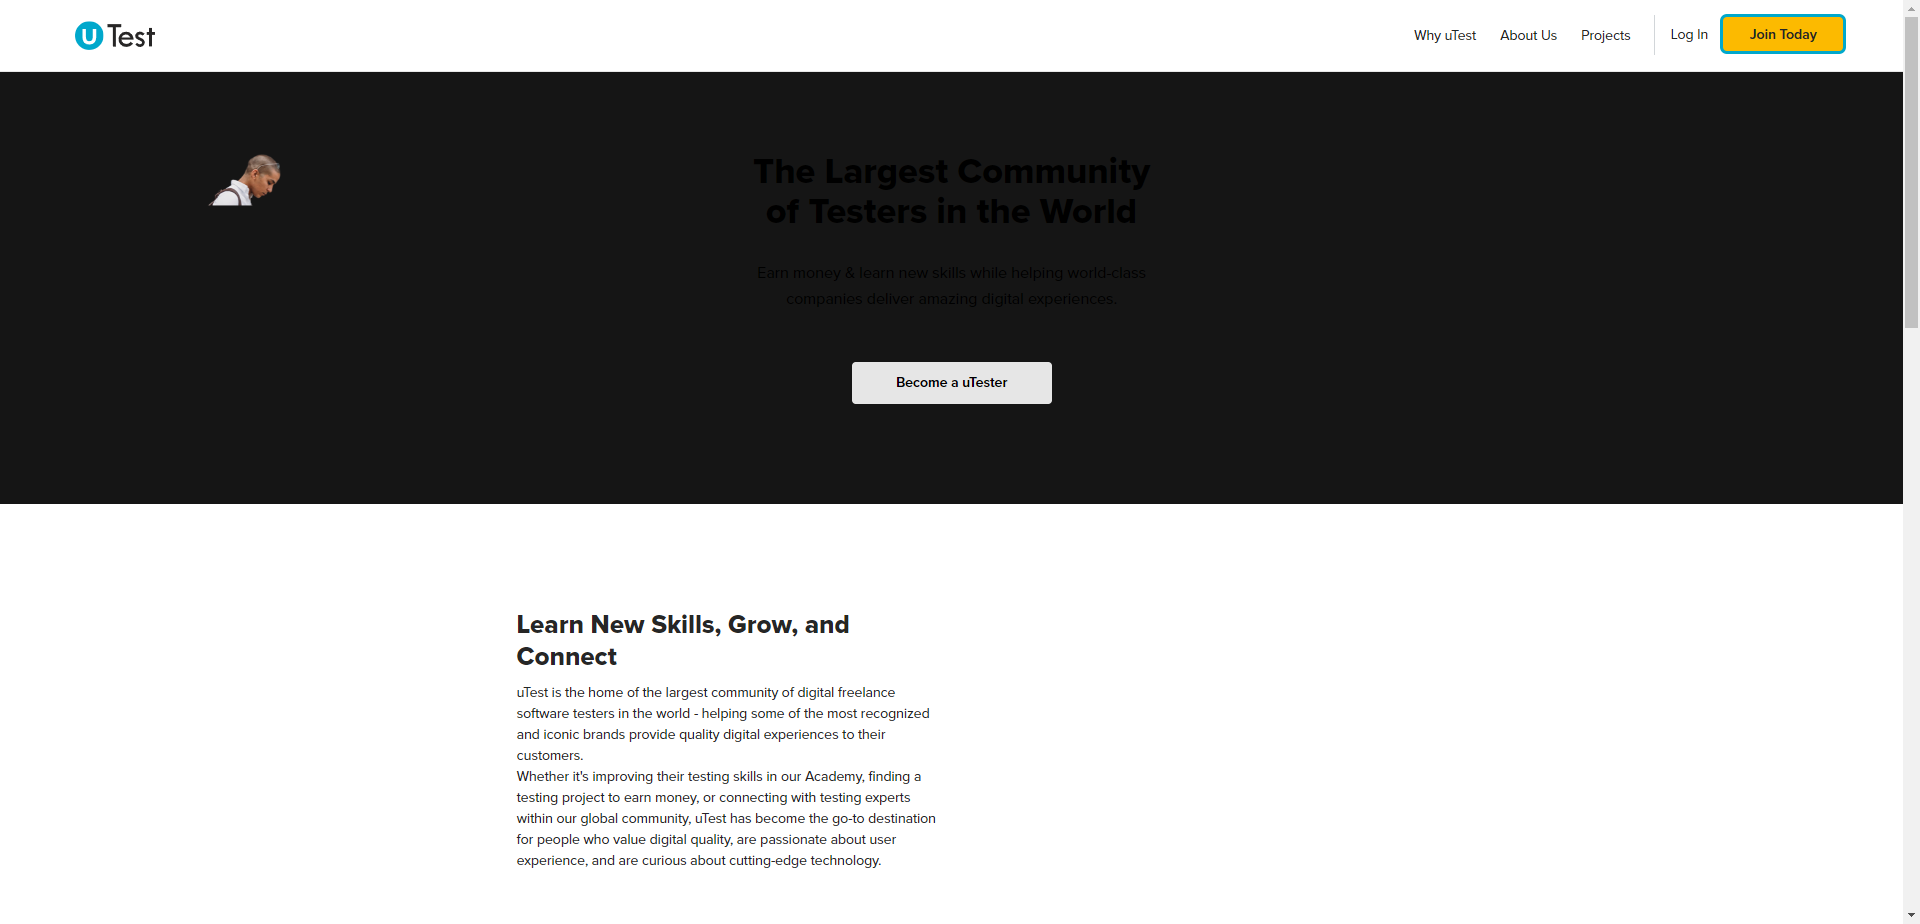 uTest
Why uTest
About Us
Projects
Log In
Join Today
The Largest Community
of Testers in the World
Earn money & learn new skills while helping world-class
companies deliver amazing digital experiences.
Become a uTester
Learn New Skills, Grow, and
Connect
uTest is the home of the largest community of digital freelance
software testers in the world - helping some of the most recognized
and iconic brands provide quality digital experiences to their
customers.
Whether it's improving their testing skills in our Academy, finding a
testing project to earn money, or connecting with testing experts
within our global community, uTest has become the go-to destination
for people who value digital quality, are passionate about user
experience, and are curious about cutting-edge technology.